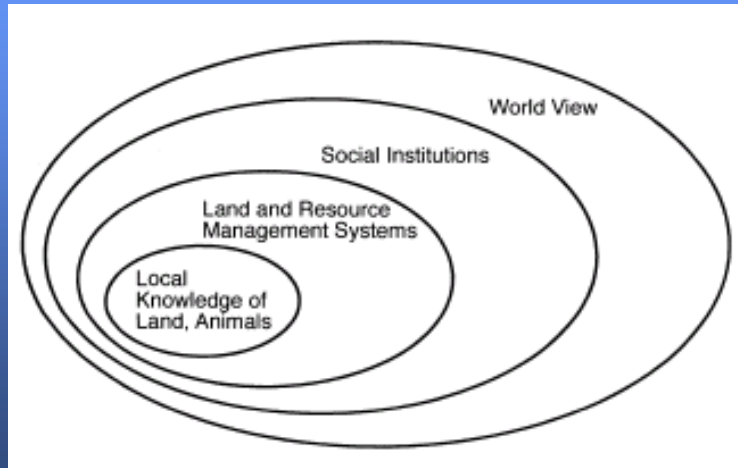 World View
Social Institutions
Land and Resource
Management Systems
Local
Knowledge of
Land, Animals